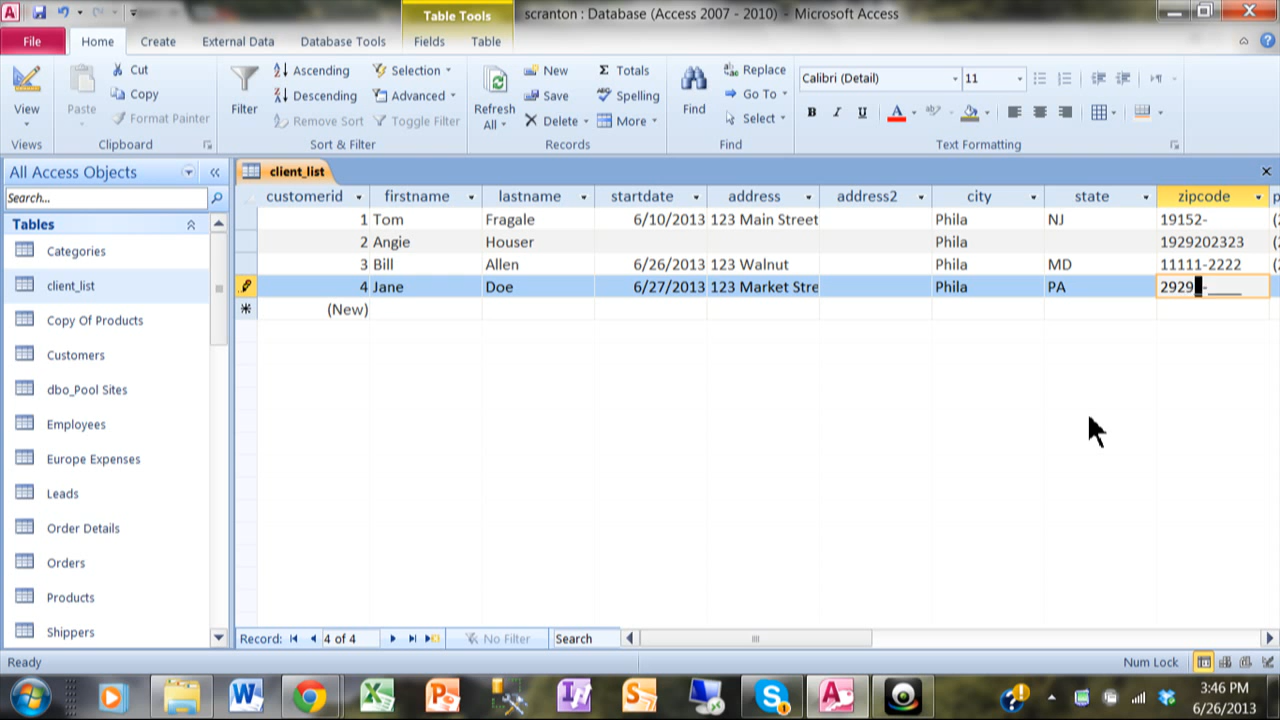 Table Tools
scranton : Database (Access 2007 - 2010) - Microsoft Access
File Home Create External Data Database Tools Fields Table
View
Views
Paste
Cut
Copy
Format Painter
Clipboard
Filter
Ascending
Descending
Remove Sort
Selection
Advanced
Toggle Filter
Sort & Filter
Refresh
All
New
Save
Delete
Totals
Spelling
More
Records
Find
Replace
Go To
Select
Find
Calibri (Detail) 11
B I U A
Text Formatting
All Access Objects
Search...
Tables
Categories
client_list
Copy Of Products
Customers
dbo_Pool Sites
Employees
Europe Expenses
Leads
Order Details
Orders
Products
Shippers
client_list
customerid firstname lastname startdate address address2 city state zipcode
1 Tom Fragale 6/10/2013 123 Main Street Phila NJ 19152-
2 Angie Houser Phila 1929202323
3 Bill Allen 6/26/2013 123 Walnut Phila MD 11111-2222
4 Jane Doe 6/27/2013 123 Market Stre Phila PA 2929 -____
(New)
Record: 4 of 4 No Filter Search
Ready
Num Lock
3:46 PM
6/26/2013